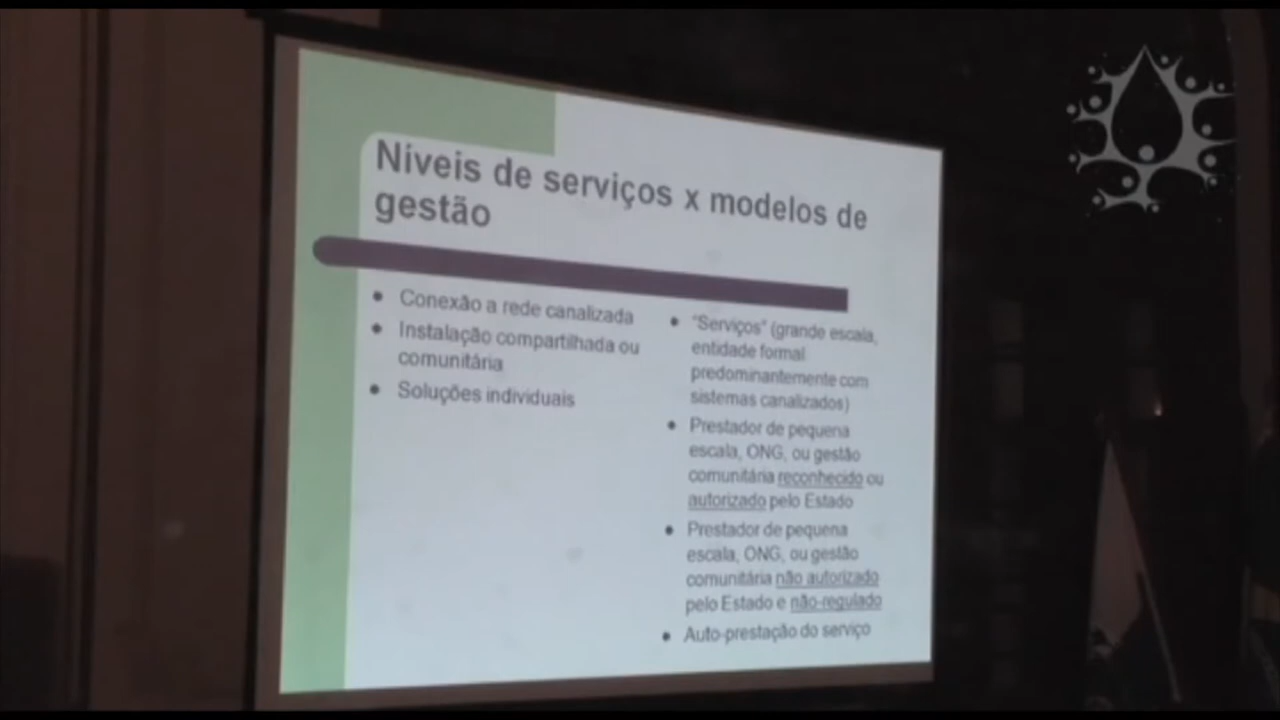 Níveis de serviços x modelos de
gestão
• Conexão a rede canalizada
• Instalação compartilhada ou
comunitária
• Soluções individuais
• "Serviços" (grande escala,
entidade formal
predominantemente com
sistemas canalizados)
• Prestador de pequena
escala, ONG, ou gestão
comunitária reconhecido ou
autorizado pelo Estado
• Prestador de pequena
escala, ONG, ou gestão
comunitária não autorizado
pelo Estado e não-regulado
• Auto-prestação do serviço